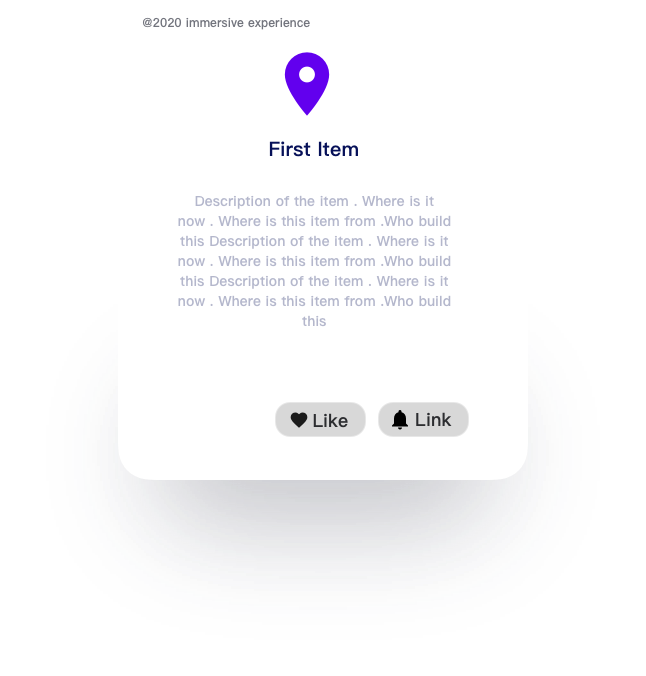 @2020 immersive experience
First Item
Description of the item . Where is it
now . Where is this item from .Who build
this Description of the item . Where is it
now . Where is this item from .Who build
this Description of the item . Where is it
now . Where is this item from .Who build
this
Like
Link